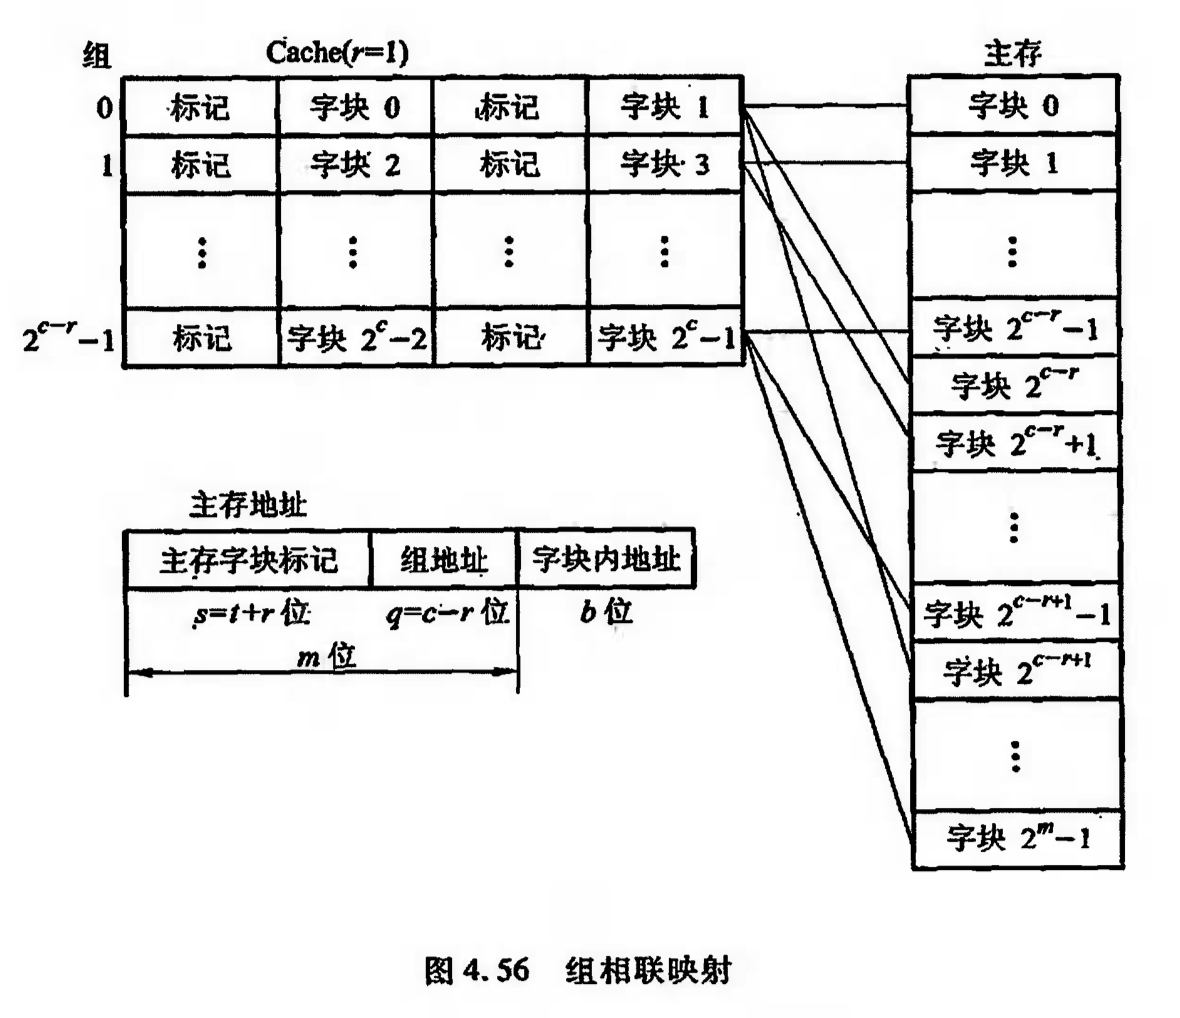 组 Cache(r=1) 主存
0 标记 字块 0 标记 字块 1 字块 0
1 标记 字块 2 标记 字块 3 字块 1
⋮ ⋮ ⋮ ⋮ ⋮
2^{c-r}-1 标记 字块 2^c-2 标记 字块 2^c-1 字块 2^{c-r}-1
字块 2^{c-r}
字块 2^{c-r}+1
⋮
主存地址
主存字块标记 组地址 字块内地址
s=t+r 位 q=c-r 位 b 位
m 位
字块 2^{c-r+1}-1
字块 2^{c-r+1}
⋮
字块 2^m-1
图 4.56 组相联映射